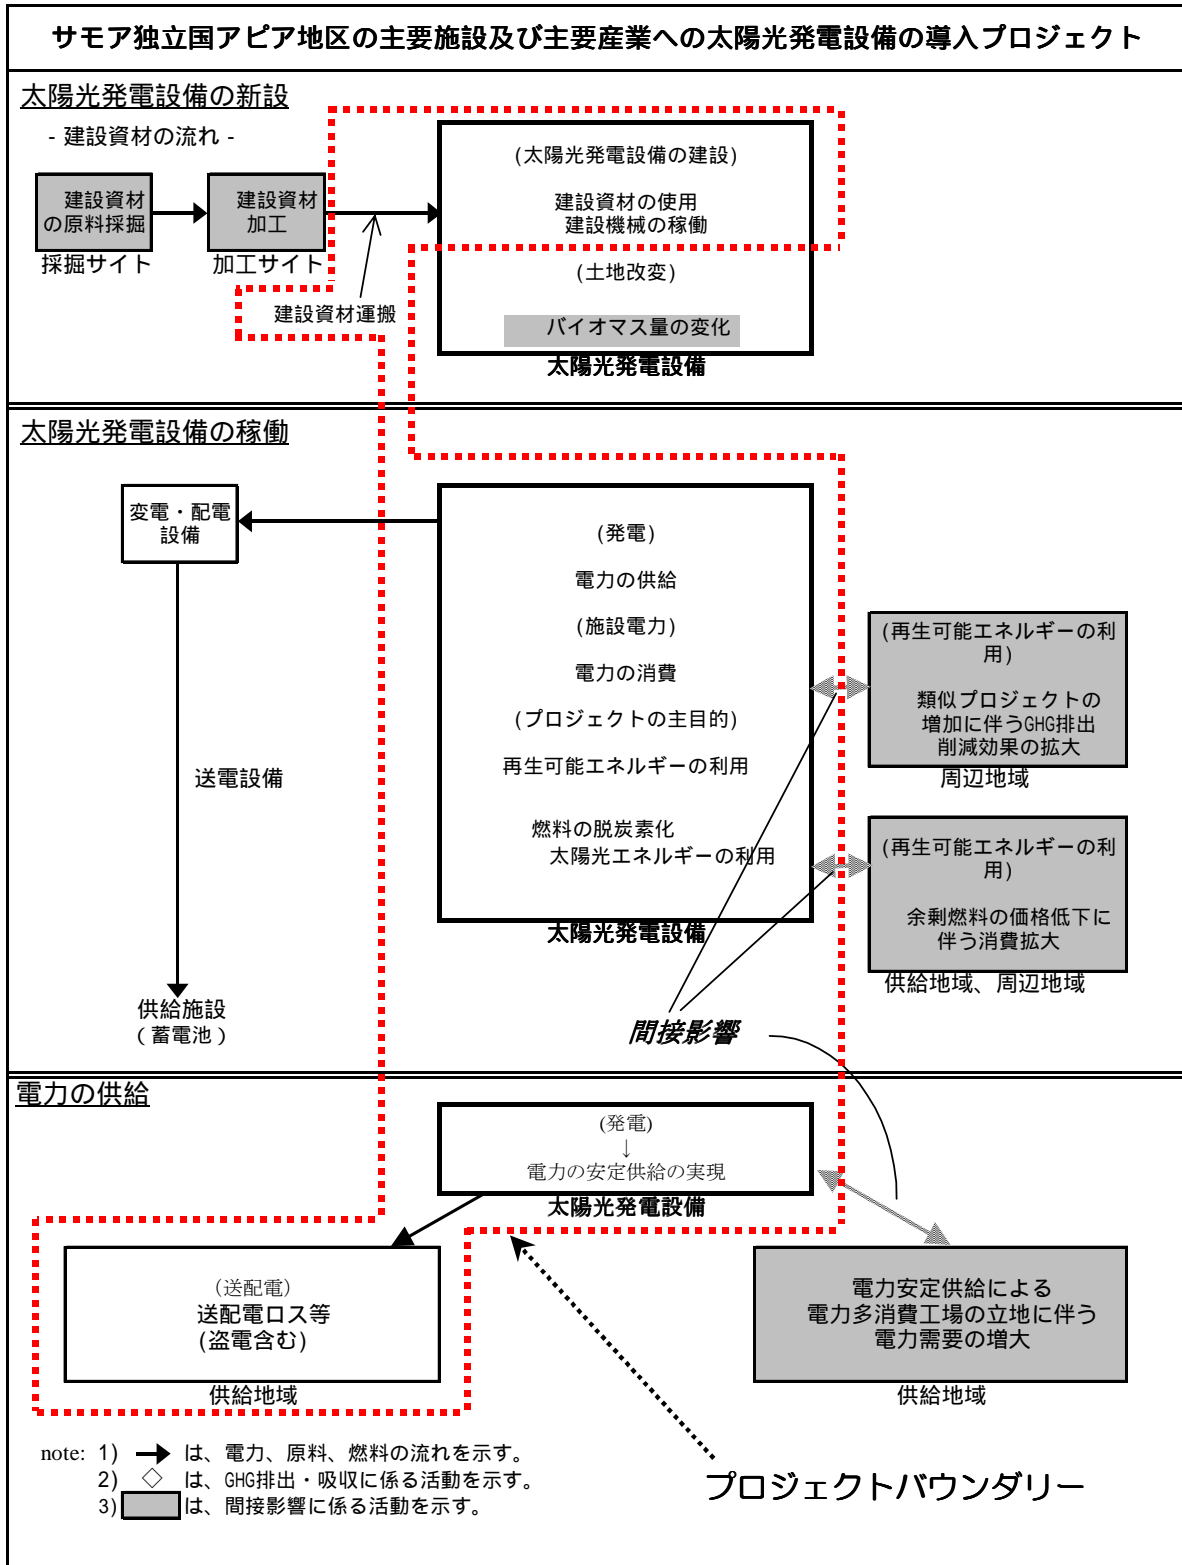 サモア独立国アピア地区の主要施設及び主要産業への太陽光発電設備の導入プロジェクト
太陽光発電設備の新設
- 建設資材の流れ -
建設資材
の原料採掘
採掘サイト
建設資材
加工
加工サイト
建設資材運搬
(太陽光発電設備の建設)
建設資材の使用
建設機械の稼働
(土地改変)
バイオマス量の変化
太陽光発電設備
太陽光発電設備の稼働
変電・配電
設備
送電設備
供給施設
(蓄電池)
(発電)
電力の供給
(施設電力)
電力の消費
(プロジェクトの主目的)
再生可能エネルギーの利用
燃料の脱炭素化
太陽光エネルギーの利用
太陽光発電設備
(再生可能エネルギーの利
用)
類似プロジェクトの
増加に伴うGHG排出
削減効果の拡大
周辺地域
(再生可能エネルギーの利
用)
余剰燃料の価格低下に
伴う消費拡大
供給地域、周辺地域
間接影響
電力の供給
(発電)
↓
電力の安定供給の実現
太陽光発電設備
(送配電)
送配電ロス等
(盗電含む)
供給地域
電力安定供給による
電力多消費工場の立地に伴う
電力需要の増大
供給地域
note: 1) → は、電力、原料、燃料の流れを示す。
2) ◇ は、GHG排出・吸収に係る活動を示す。
3) は、間接影響に係る活動を示す。
プロジェクトバウンダリー